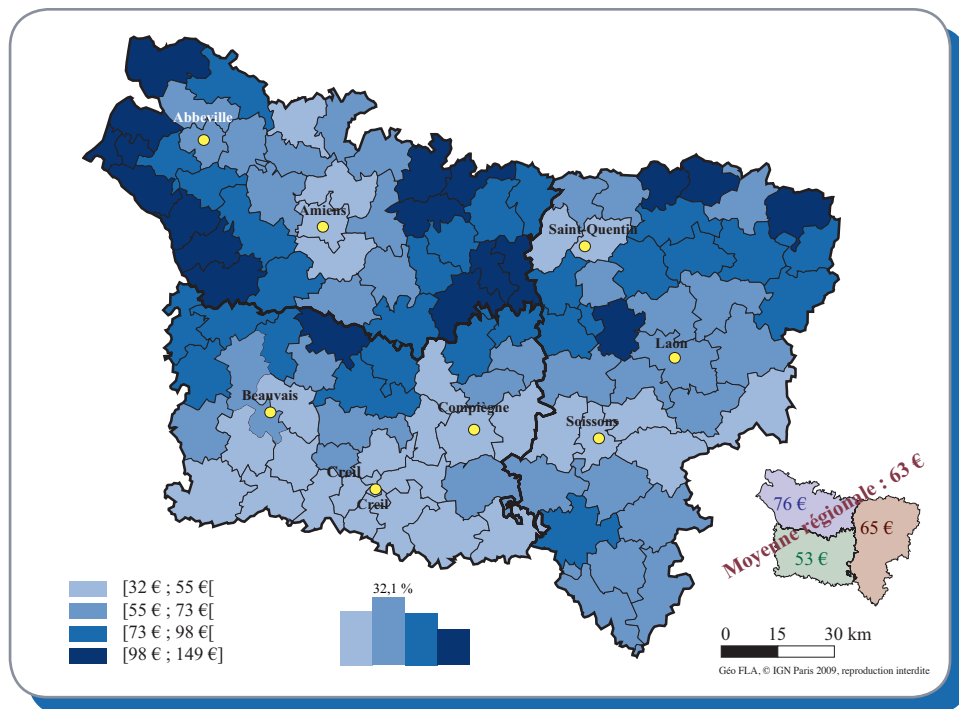 Abbeville
Amiens
Saint-Quentin
Laon
Beauvais
Compiègne
Soissons
Creil
Creil
Moyenne régionale : 63 €
76 €
65 €
53 €
[32 € ; 55 €[
[55 € ; 73 €[
[73 € ; 98 €[
[98 € ; 149 €]
32,1 %
0 15 30 km
Géo FLA, © IGN Paris 2009, reproduction interdite